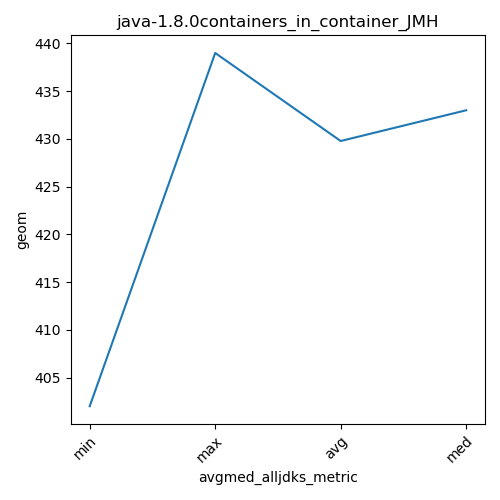 java-1.8.0containers_in_container_JMH
440
435
430
425
420
415
410
405
geom
min
max
avg
med
avgmed_alljdks_metric